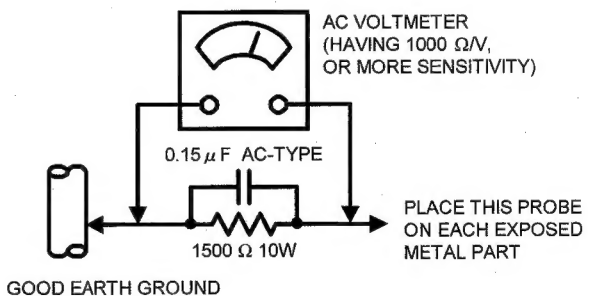 AC VOLTMETER
(HAVING 1000 Ω/V,
OR MORE SENSITIVITY)
0.15 μ F AC-TYPE
1500 Ω 10W
PLACE THIS PROBE
ON EACH EXPOSED
METAL PART
GOOD EARTH GROUND